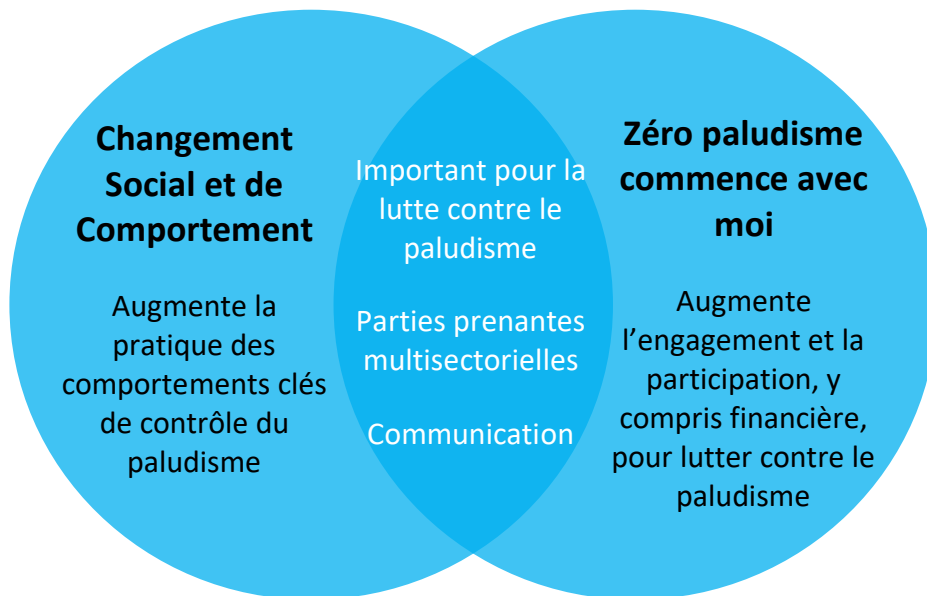 Changement
Social et de
Comportement
Augmente la
pratique des
comportements clés
de contrôle du
paludisme
Important pour la
lutte contre le
paludisme
Parties prenantes
multisectorielles
Communication
Zéro paludisme
commence avec
moi
Augmente
l’engagement et la
participation, y
compris financière,
pour lutter contre le
paludisme